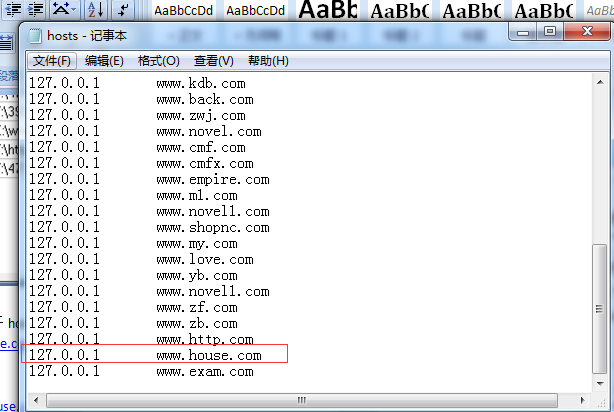 AaBbCcDd AaBbCcDd AaBb AaBbC AaBbC AaBbC AaBbCcD
hosts - 记事本
文件(F) 编辑(E) 格式(O) 查看(V) 帮助(H)
127.0.0.1 www.kdb.com
127.0.0.1 www.back.com
127.0.0.1 www.zwj.com
127.0.0.1 www.novel.com
127.0.0.1 www.cmf.com
127.0.0.1 www.cmfx.com
127.0.0.1 www.empire.com
127.0.0.1 www.ml.com
127.0.0.1 www.novel1.com
127.0.0.1 www.shopnc.com
127.0.0.1 www.my.com
127.0.0.1 www.love.com
127.0.0.1 www.yb.com
127.0.0.1 www.novel1.com
127.0.0.1 www.zf.com
127.0.0.1 www.zb.com
127.0.0.1 www.http.com
127.0.0.1 www.house.com
127.0.0.1 www.exam.com